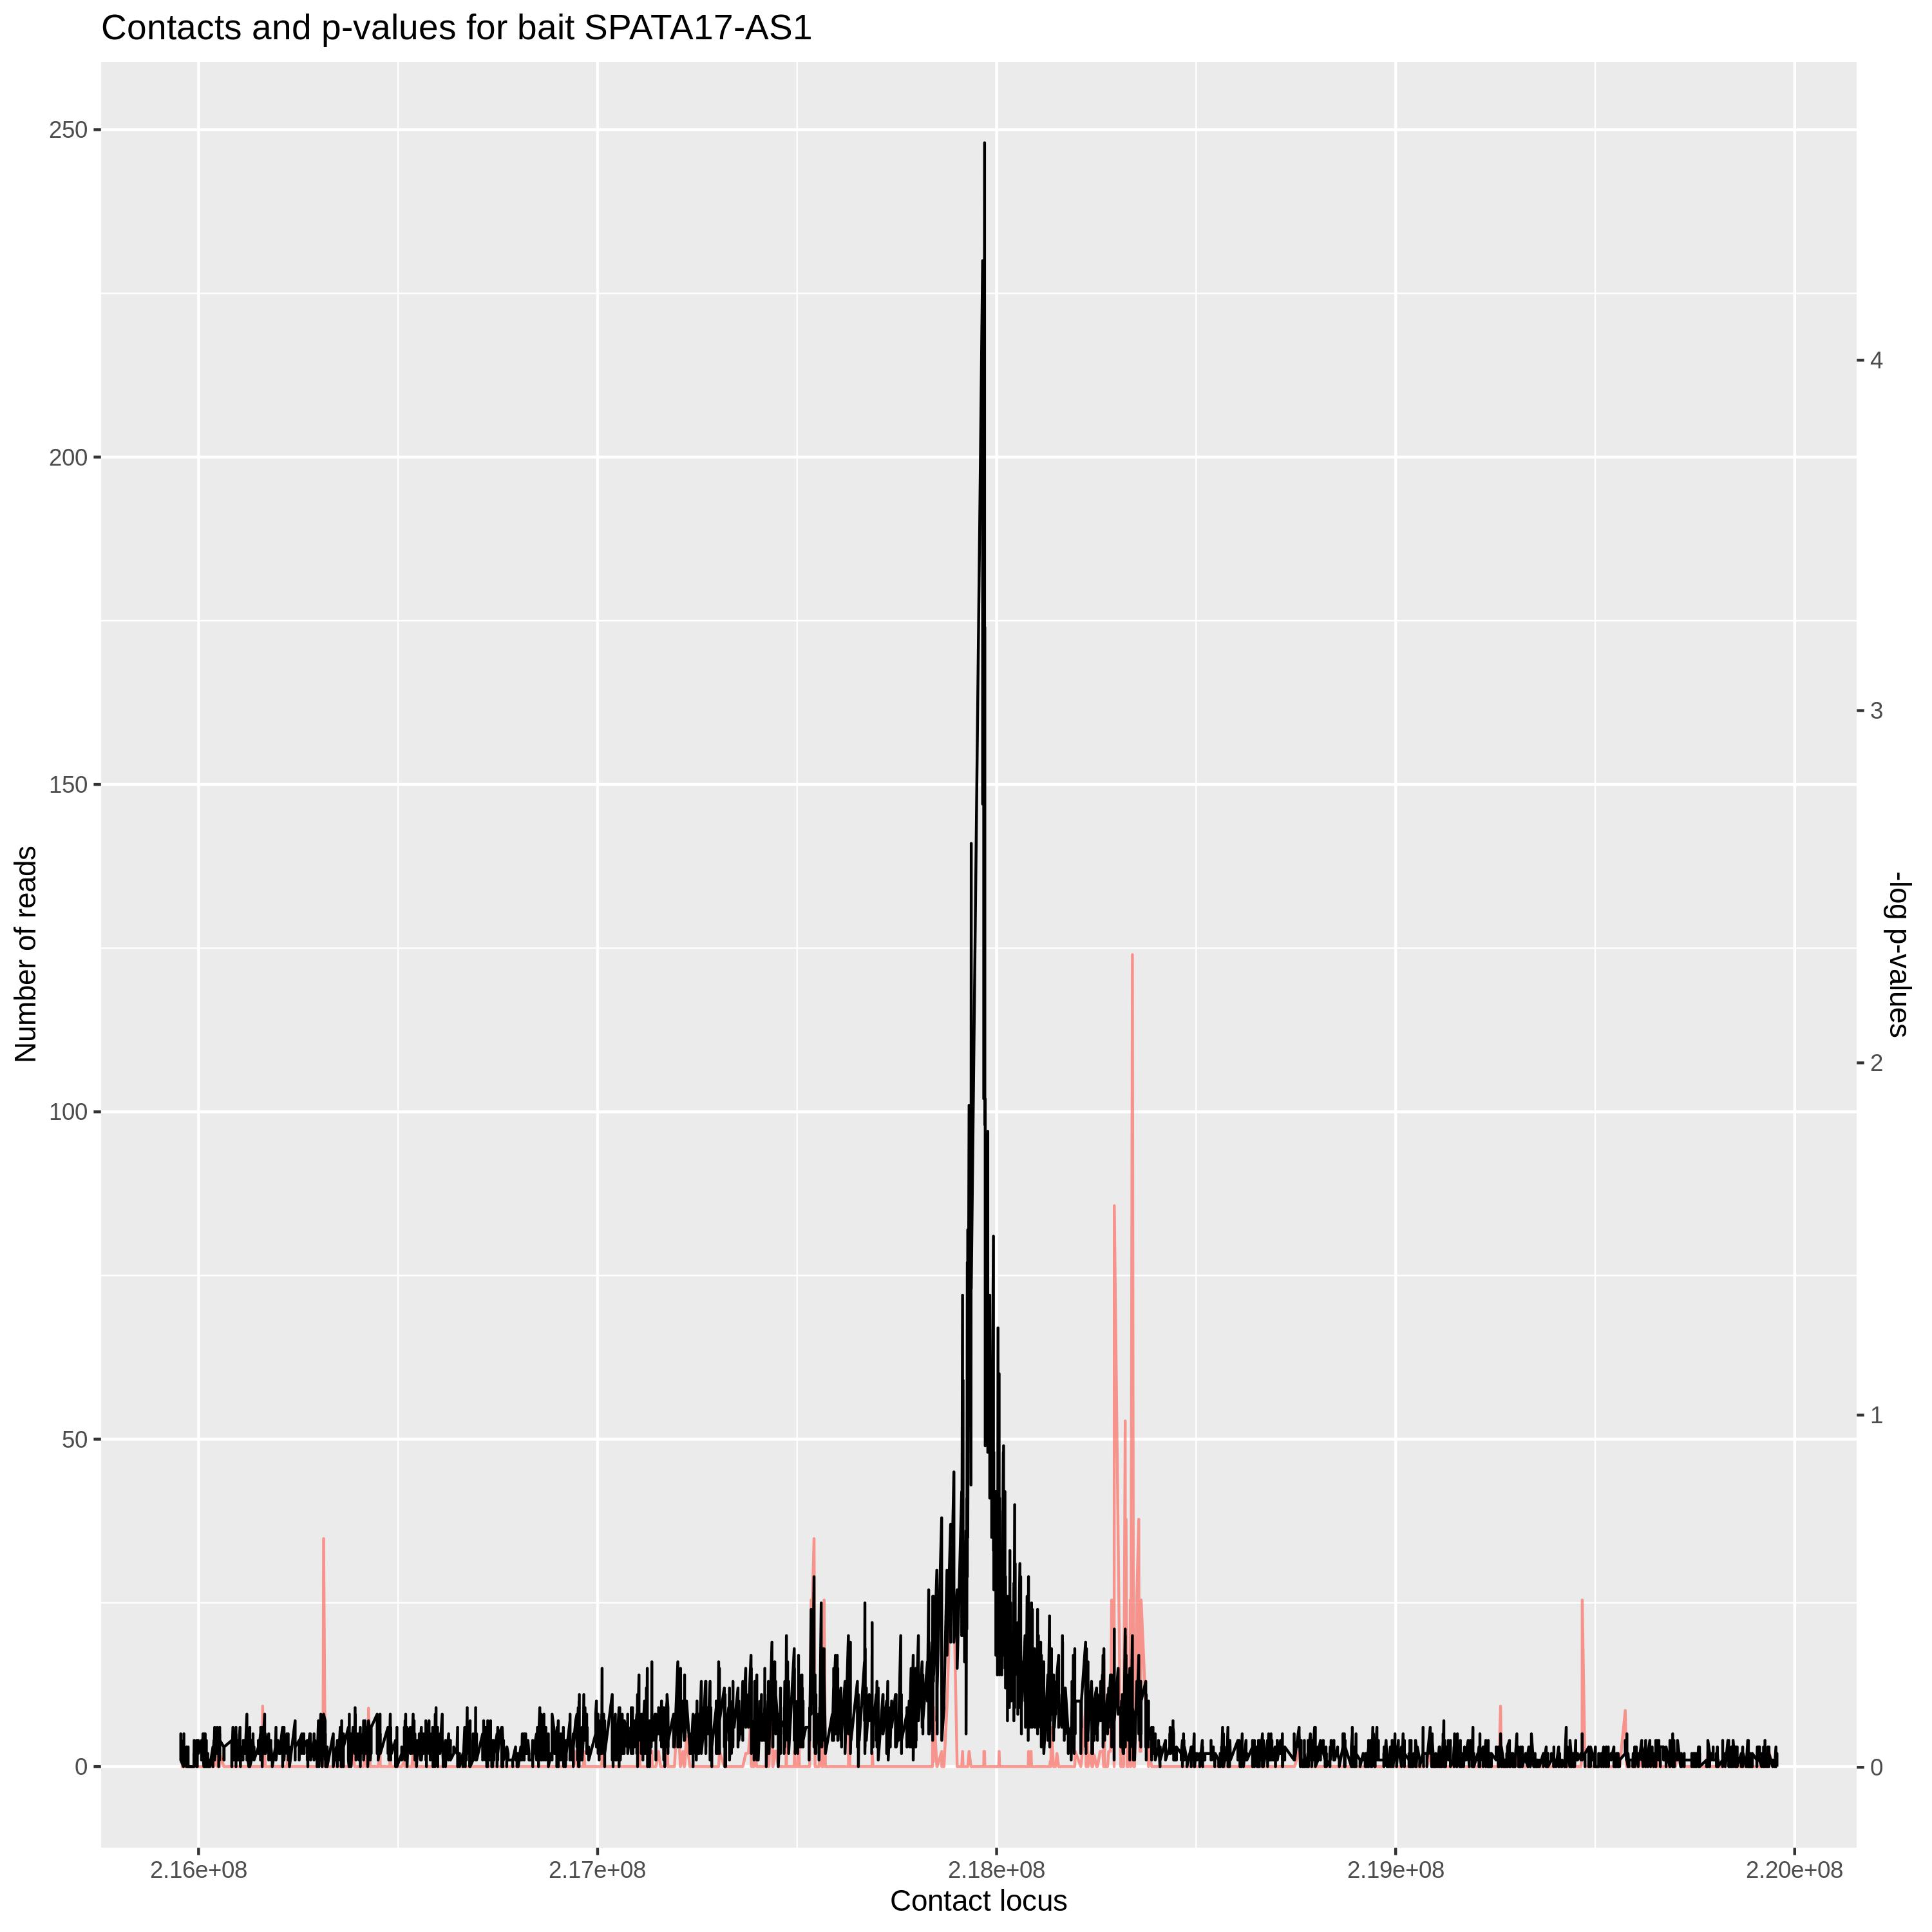 Contacts and p-values for bait SPATA17-AS1
250
200
150
100
50
0
Number of reads
4
3
2
1
0
-log p-values
2.16e+08
2.17e+08
2.18e+08
2.19e+08
2.20e+08
Contact locus